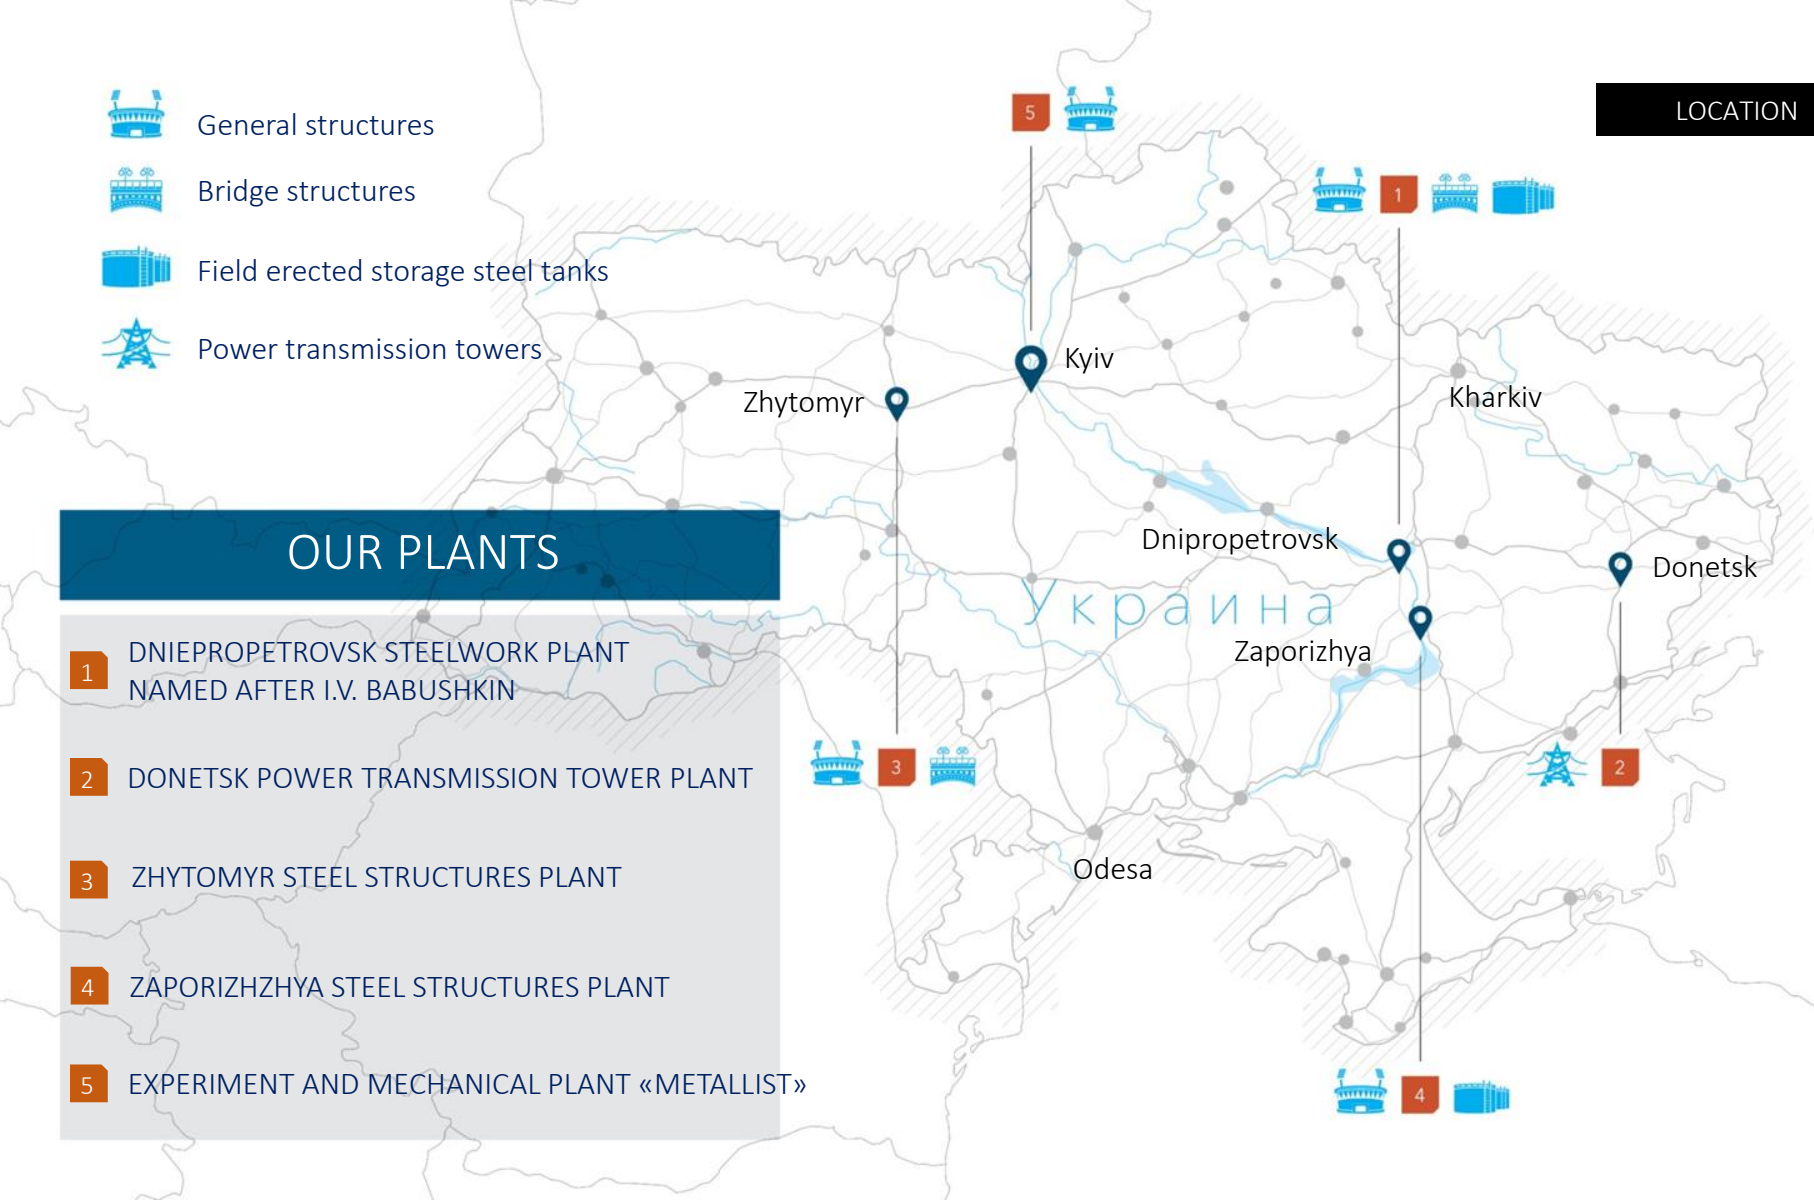 LOCATION
General structures
Bridge structures
Field erected storage steel tanks
Power transmission towers
5
1
Kyiv
Zhytomyr
Kharkiv
Dnipropetrovsk
Donetsk
Украина
Zaporizhya
3
2
Odesa
4
OUR PLANTS
1
DNIEPROPETROVSK STEELWORK PLANT
NAMED AFTER I.V. BABUSHKIN
2
DONETSK POWER TRANSMISSION TOWER PLANT
3
ZHYTOMYR STEEL STRUCTURES PLANT
4
ZAPORIZHZHYA STEEL STRUCTURES PLANT
5
EXPERIMENT AND MECHANICAL PLANT «METALLIST»